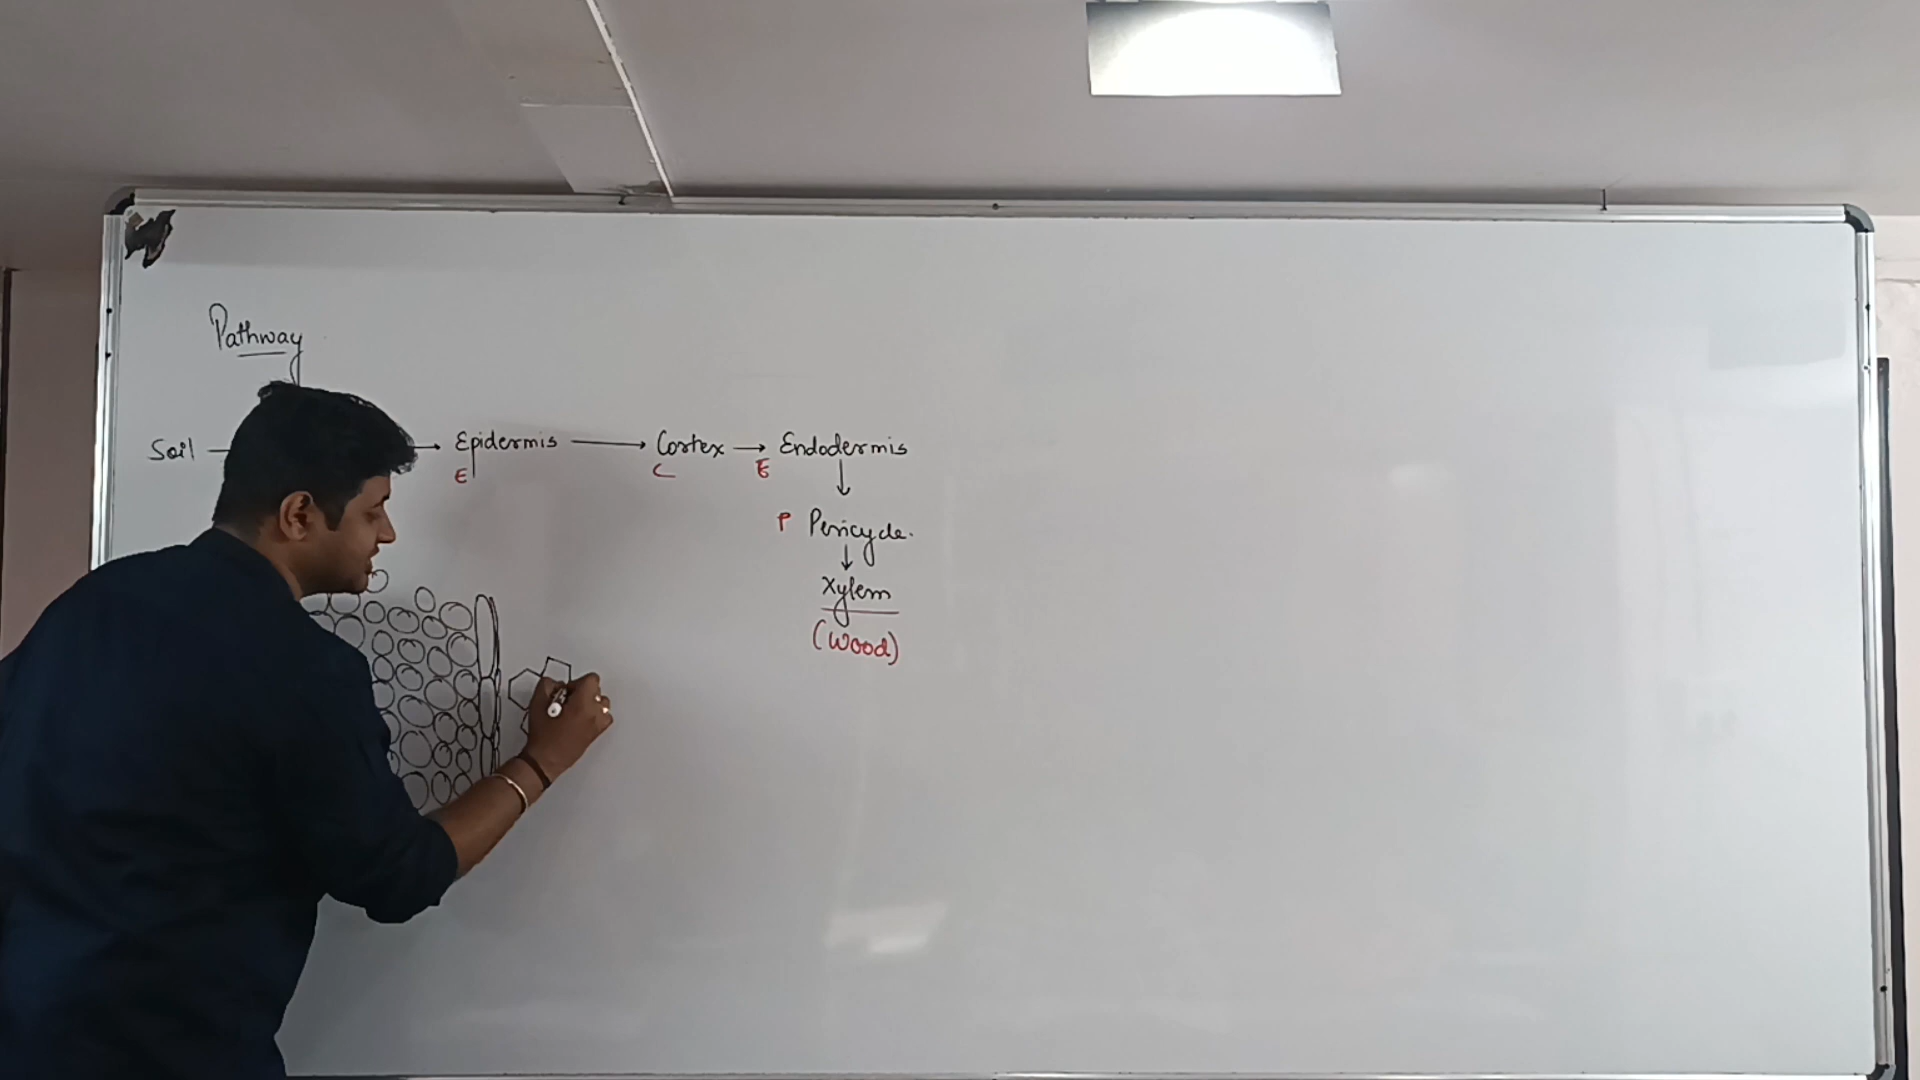 Pathway
Soil → Epidermis → Cortex → Endodermis
E C E
↓
P Pericycle.
↓
Xylem
(Wood)